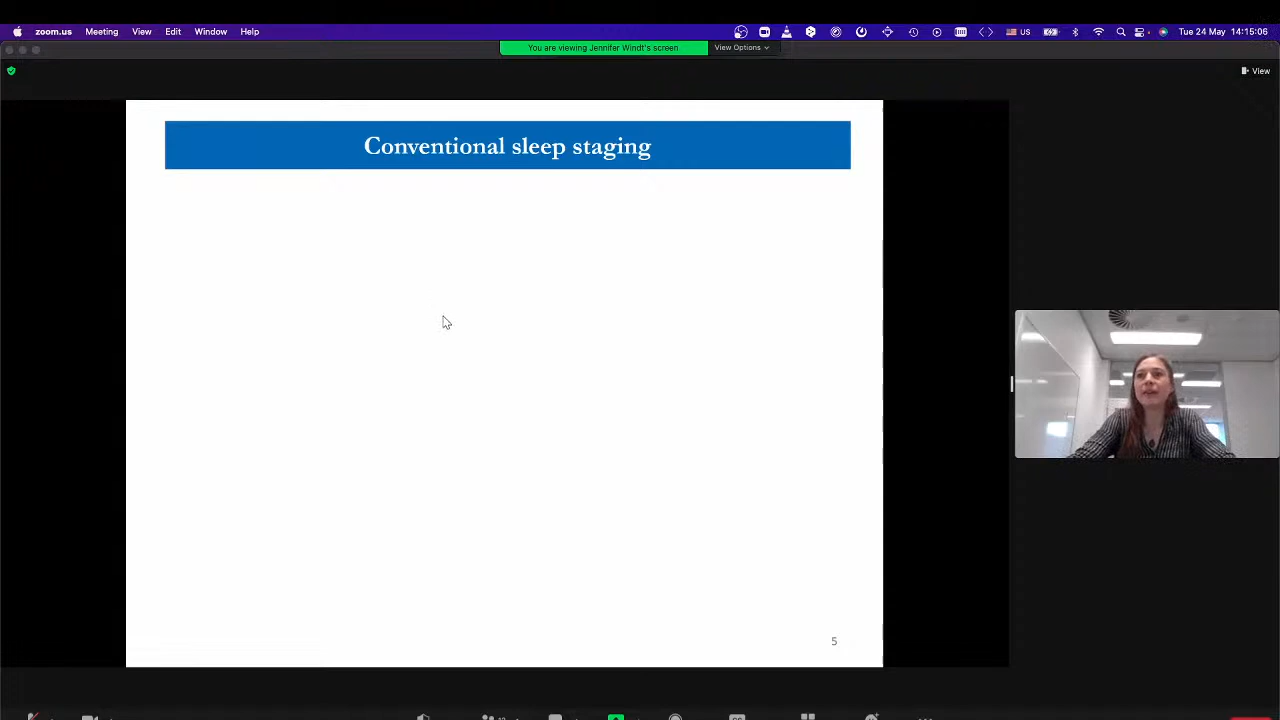 zoom.us Meeting View Edit Window Help US Tue 24 May 14:15:06
You are viewing Jennifer Windt's screen View Options
View
Conventional sleep staging
5